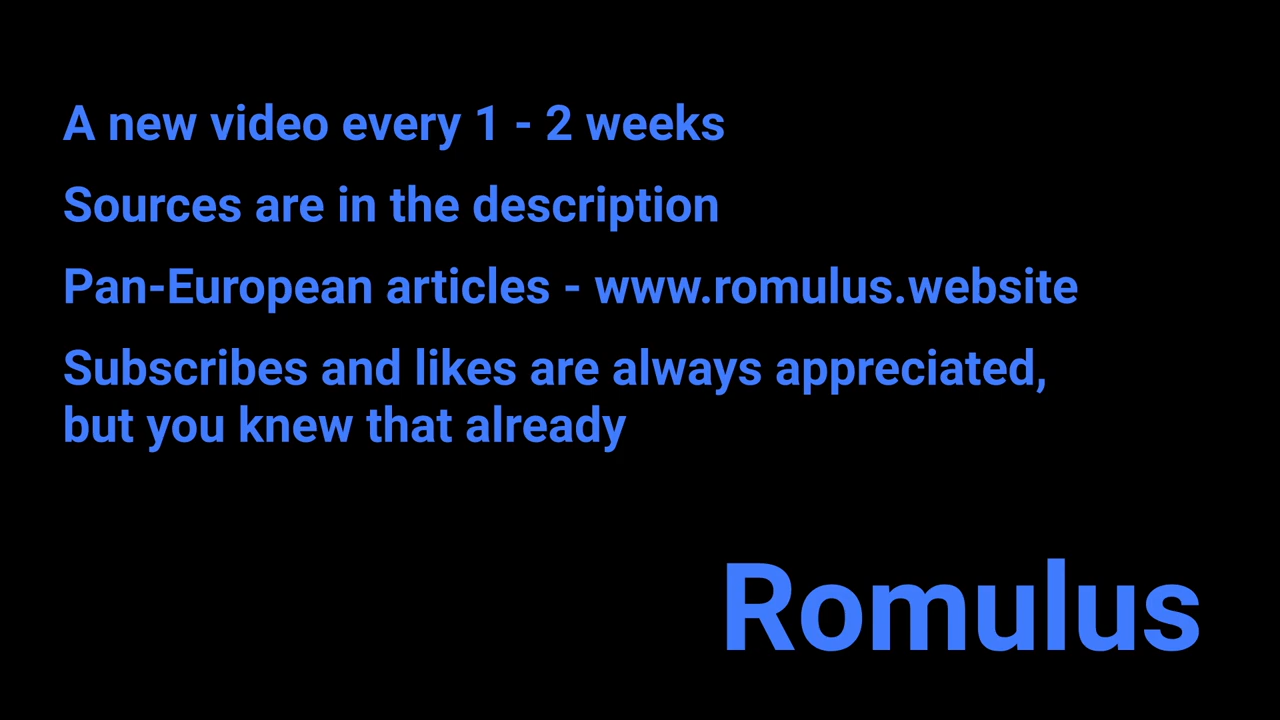 A new video every 1 - 2 weeks
Sources are in the description
Pan-European articles - www.romulus.website
Subscribes and likes are always appreciated,
but you knew that already
Romulus